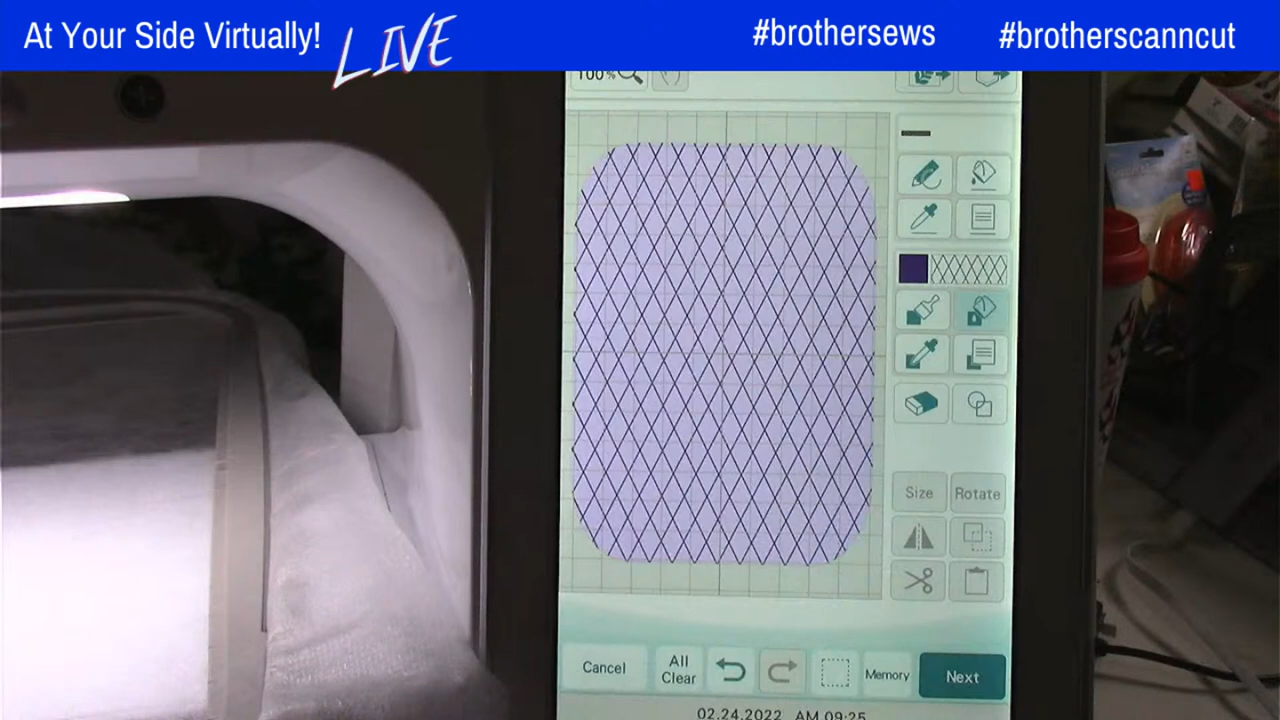 At Your Side Virtually! LIVE #brothersews #brotherscanncut
100%
Size Rotate
Cancel All Clear Memory Next
02.24.2022 AM 09:25